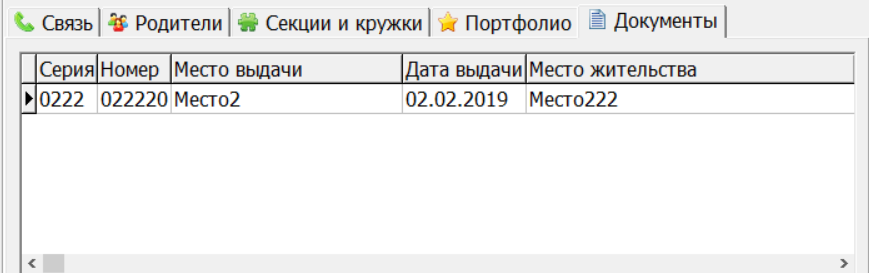 Связь Родители Секции и кружки Портфолио Документы
Серия Номер Место выдачи Дата выдачи Место жительства
0222 022220 Место2 02.02.2019 Место222